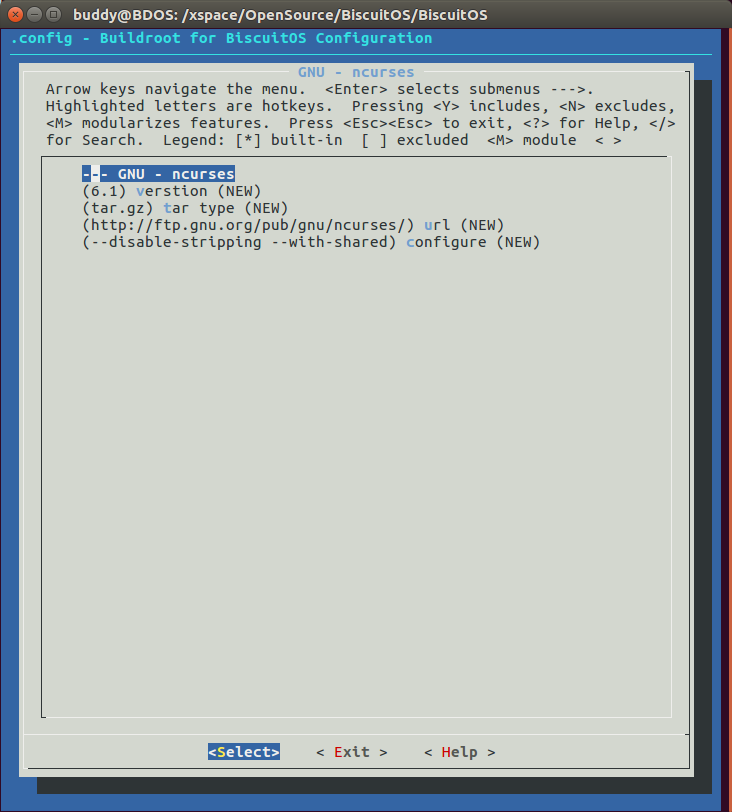 buddy@BDOS: /xspace/OpenSource/BiscuitOS/BiscuitOS
.config - Buildroot for BiscuitOS Configuration
GNU - ncurses
Arrow keys navigate the menu.  <Enter> selects submenus --->.
Highlighted letters are hotkeys.  Pressing <Y> includes, <N> excludes,
<M> modularizes features.  Press <Esc><Esc> to exit, <?> for Help, </>
for Search.  Legend: [*] built-in  [ ] excluded  <M> module  < >
--- GNU - ncurses
(6.1) verstion (NEW)
(tar.gz) tar type (NEW)
(http://ftp.gnu.org/pub/gnu/ncurses/) url (NEW)
(--disable-stripping --with-shared) configure (NEW)
<Select>    < Exit >    < Help >